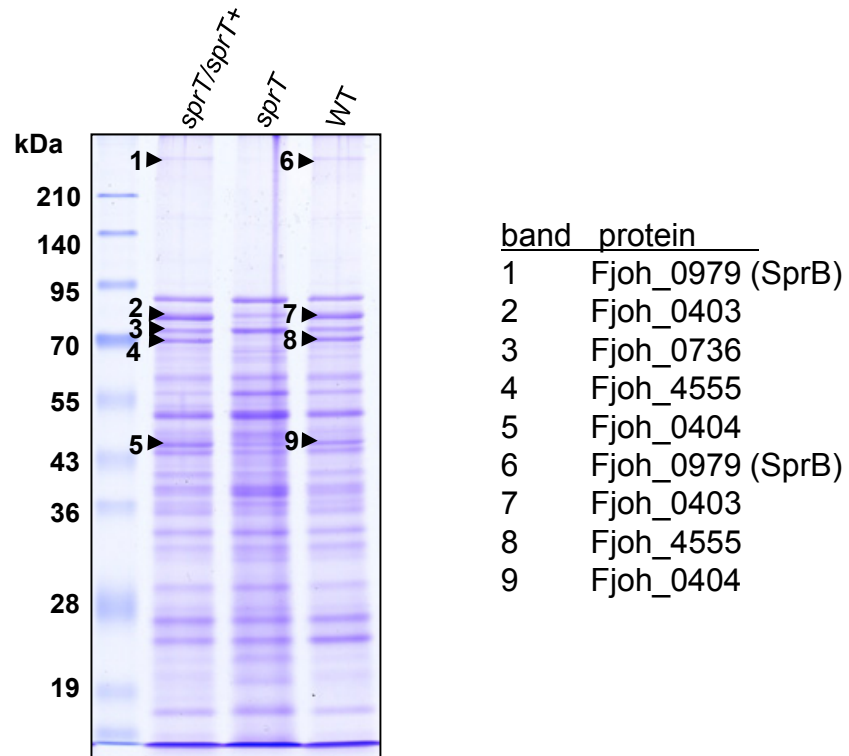 sprT/sprT+
sprT
WT
kDa
1
6
210
140
95
2
7
3
70
8
4
55
5
9
43
36
28
19
band protein
1 Fjoh_0979 (SprB)
2 Fjoh_0403
3 Fjoh_0736
4 Fjoh_4555
5 Fjoh_0404
6 Fjoh_0979 (SprB)
7 Fjoh_0403
8 Fjoh_4555
9 Fjoh_0404